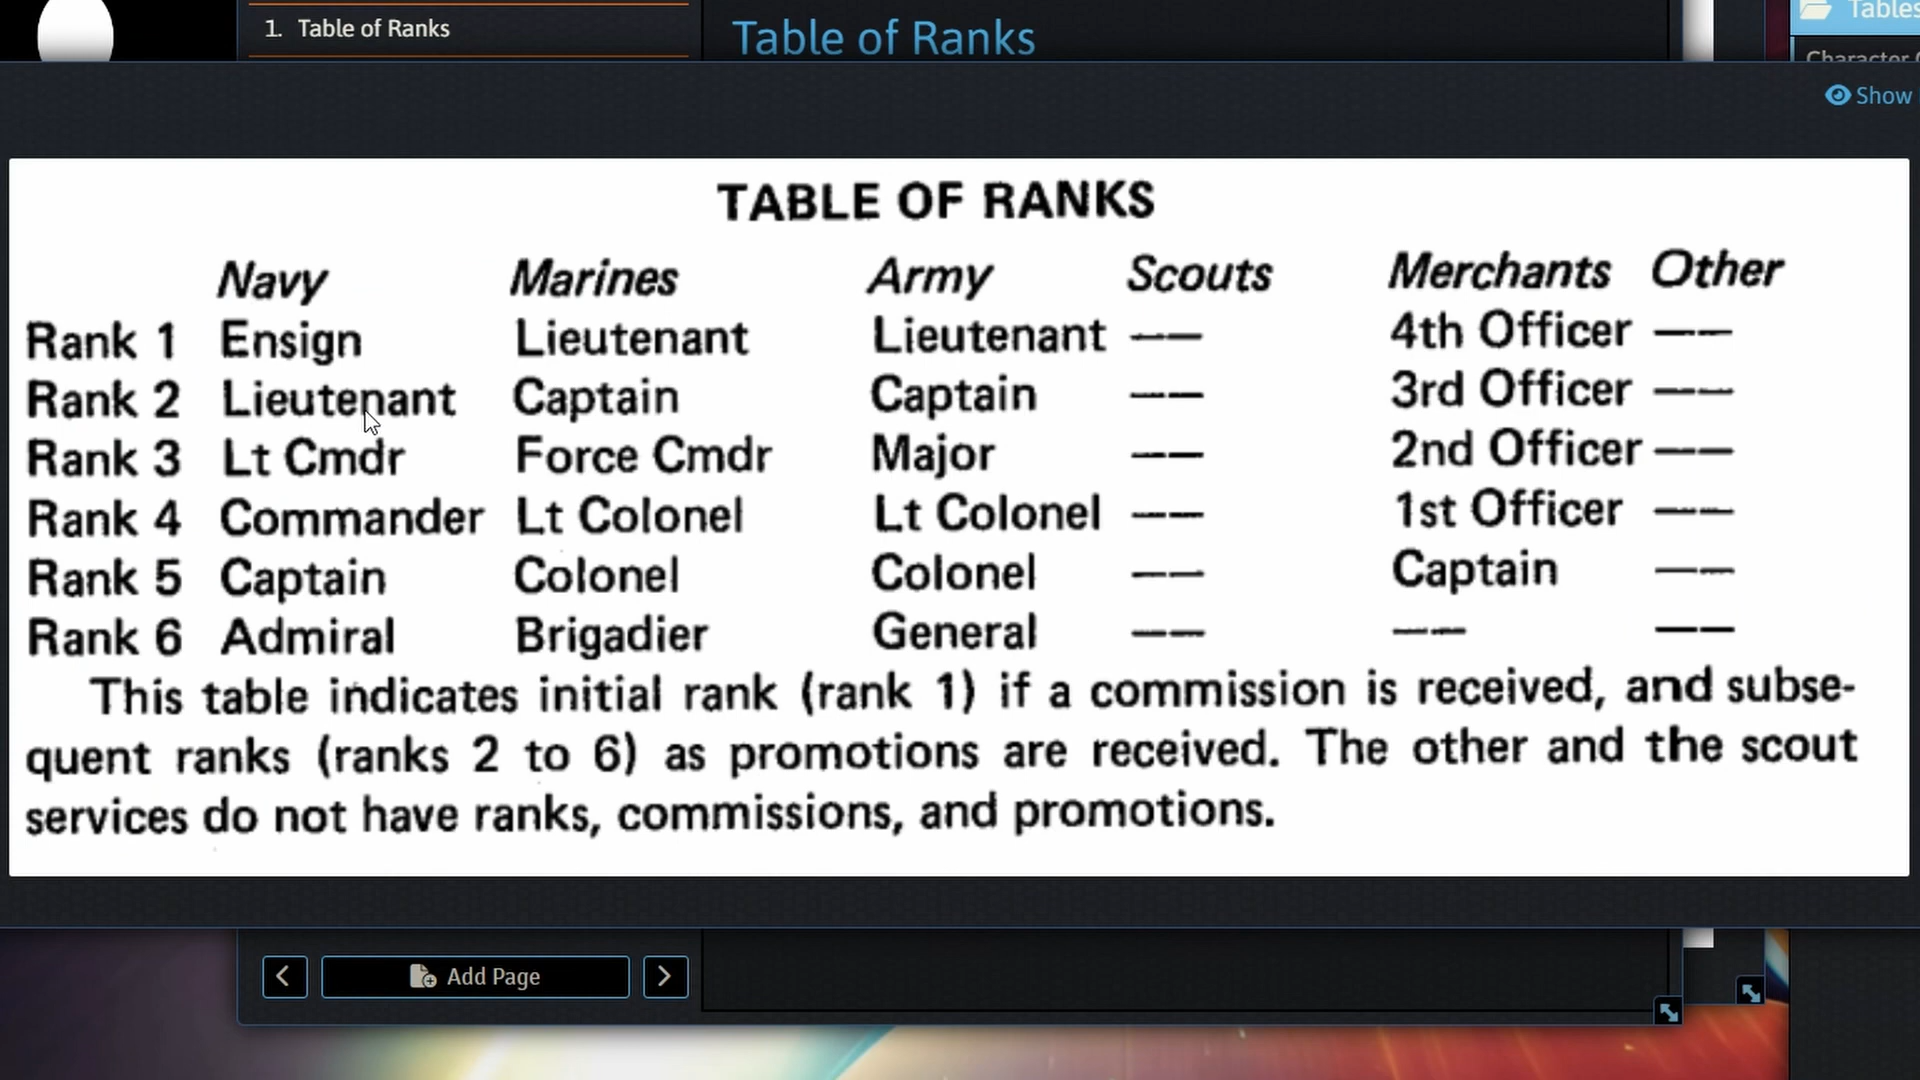 1. Table of Ranks
Table of Ranks
Tables
Show
TABLE OF RANKS
Navy Marines Army Scouts Merchants Other
Rank 1 Ensign Lieutenant Lieutenant —— 4th Officer ——
Rank 2 Lieutenant Captain Captain —— 3rd Officer ——
Rank 3 Lt Cmdr Force Cmdr Major —— 2nd Officer ——
Rank 4 Commander Lt Colonel Lt Colonel —— 1st Officer ——
Rank 5 Captain Colonel Colonel —— Captain ——
Rank 6 Admiral Brigadier General —— —— ——
This table indicates initial rank (rank 1) if a commission is received, and subse-
quent ranks (ranks 2 to 6) as promotions are received. The other and the scout
services do not have ranks, commissions, and promotions.
Add Page